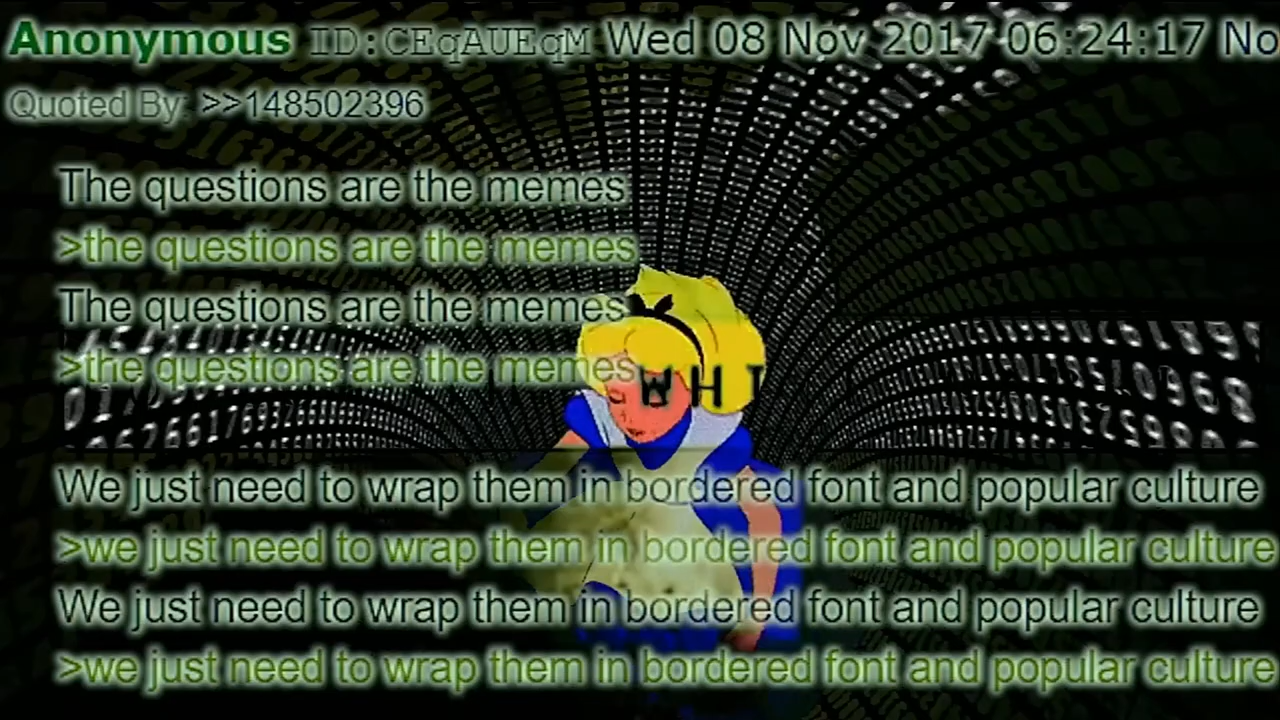 Anonymous ID:CEqAUEqM Wed 08 Nov 2017 06:24:17 No
Quoted By: >>148502396
The questions are the memes
>the questions are the memes
The questions are the memes
>the questions are the memes
W H I
We just need to wrap them in bordered font and popular culture
>we just need to wrap them in bordered font and popular culture
We just need to wrap them in bordered font and popular culture
>we just need to wrap them in bordered font and popular culture